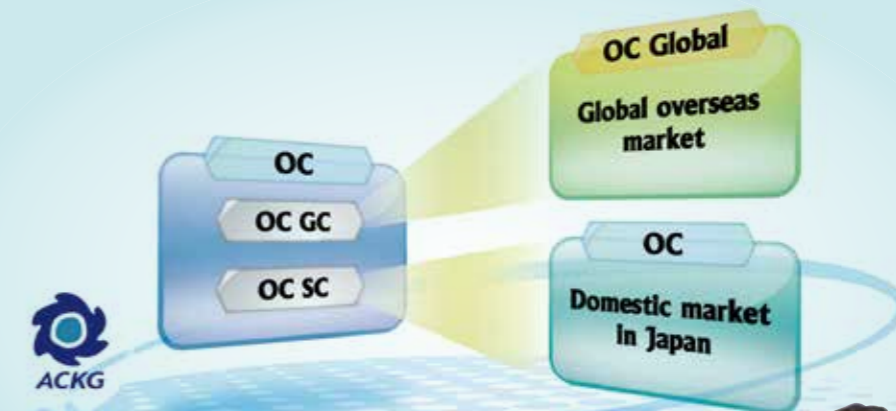 OC
OC GC
OC SC
OC Global
Global overseas
market
OC
Domestic market
in Japan
ACKG